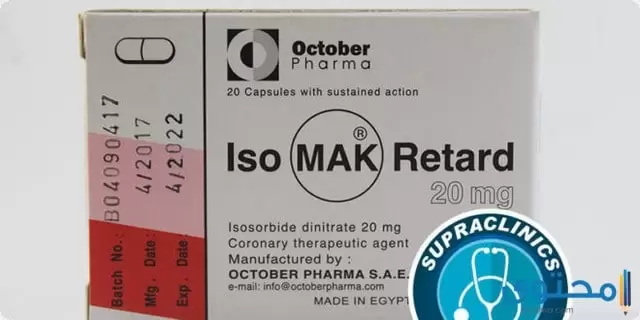 October
Pharma
20 Capsules with sustained action
Iso MAK® Retard
20 mg
Isosorbide dinitrate 20 mg
Coronary therapeutic agent
Manufactured by :
OCTOBER PHARMA S.A.E.
e-mail: info@octoberpharma.com
MADE IN EGYPT
Batch No.: B04090417
Mfg. Date: 4/2017
Exp. Date: 4/2022
SUPRACLINICS
محتوى